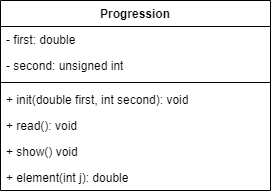 Progression
- first: double
- second: unsigned int
+ init(double first, int second): void
+ read(): void
+ show() void
+ element(int j): double